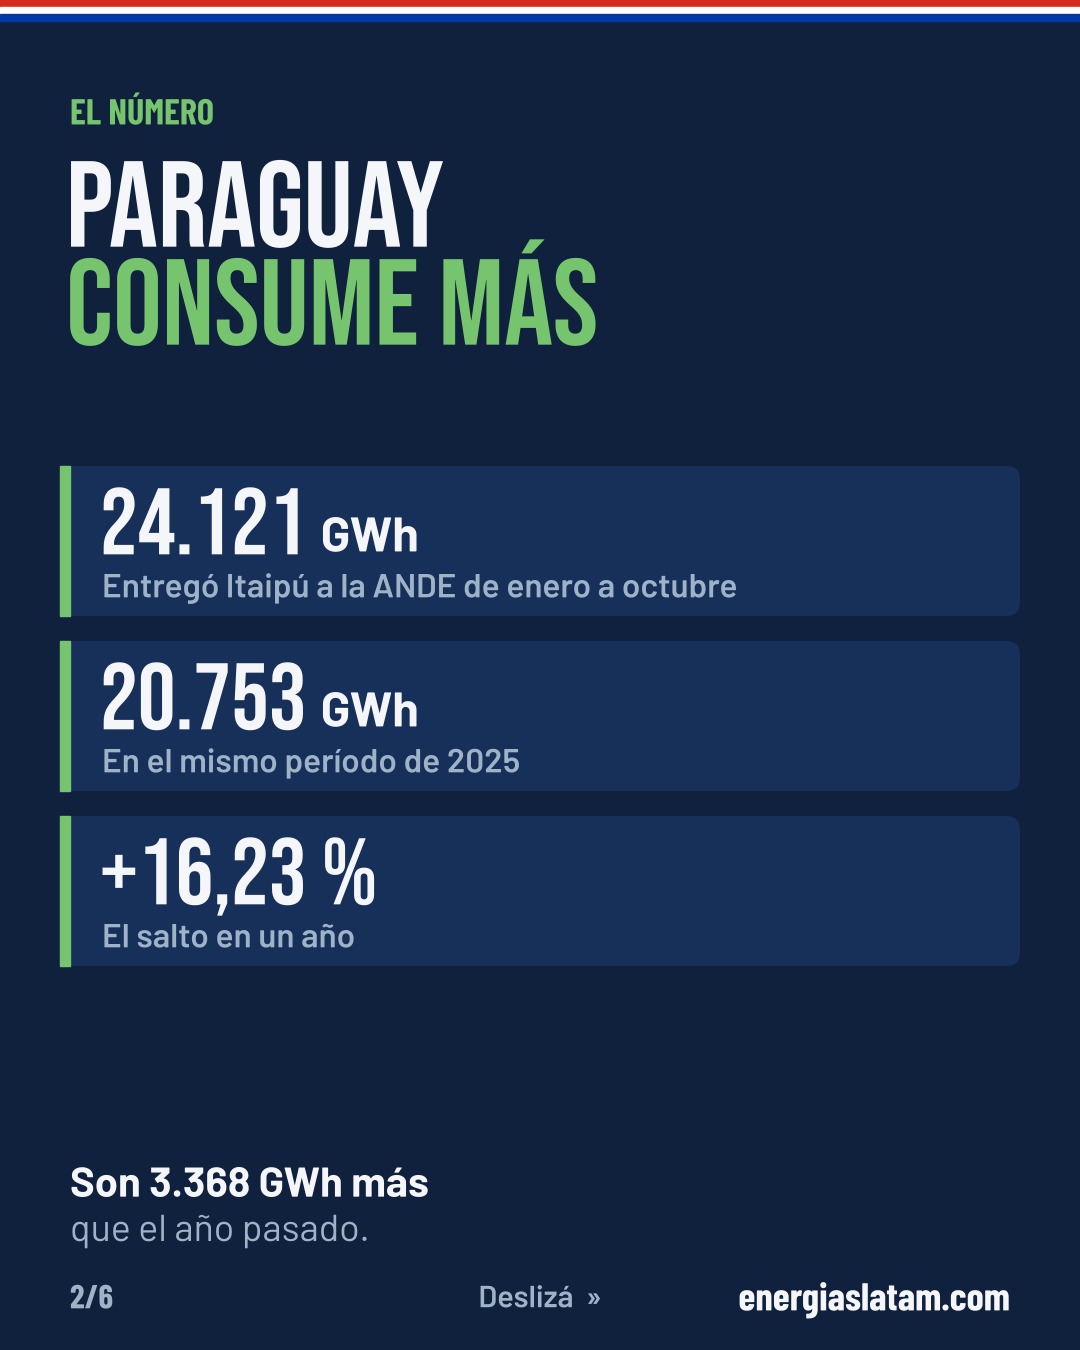 EL NÚMERO
PARAGUAY
CONSUME MÁS
24.121 GWh
Entregó Itaipú a la ANDE de enero a octubre
20.753 GWh
En el mismo período de 2025
+16,23 %
El salto en un año
Son 3.368 GWh más
que el año pasado.
2/6
Deslizá »
energiaslatam.com